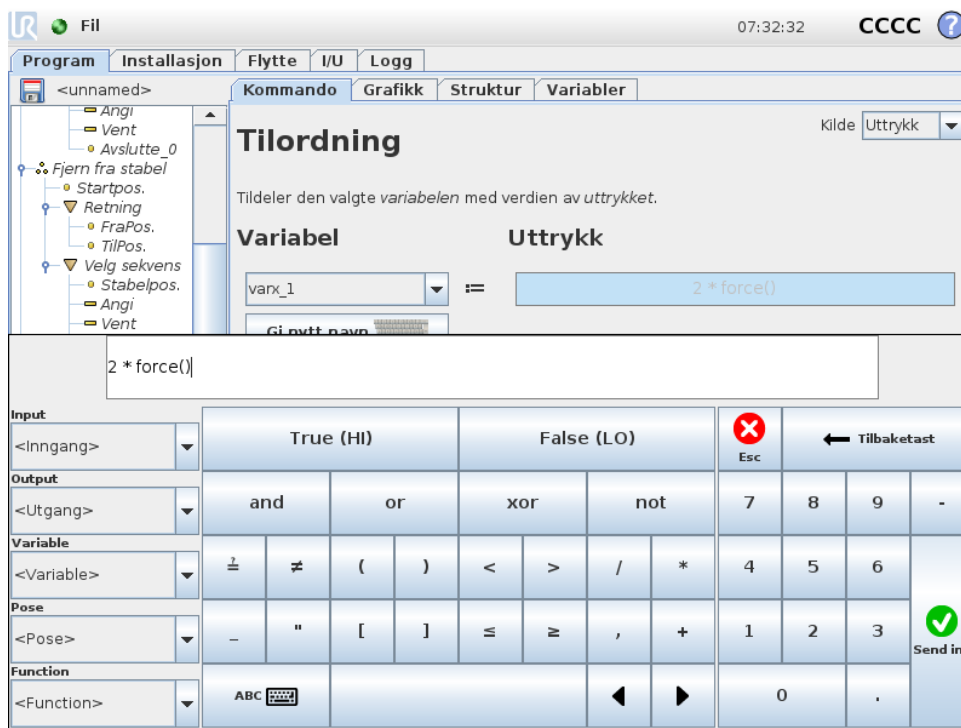 UR Fil 07:32:32 CCCC ?
Program Installasjon Flytte I/U Logg
<unnamed> Kommando Grafikk Struktur Variabler
Angi
Vent
Avslutte_0
Fjern fra stabel
Startpos.
Retning
FraPos.
TilPos.
Velg sekvens
Stabelpos.
Angi
Vent
Kilde Uttrykk
Tilordning
Tildeler den valgte variabelen med verdien av uttrykket.
Variabel Uttrykk
varx_1 := 2 * force()
Gi nytt navn
2 * force()
Input
<Inngang>
Output
<Utgang>
Variable
<Variable>
Pose
<Pose>
Function
<Function>
True (HI) False (LO) Esc Tilbaketast
and or xor not 7 8 9 -
≟ ≠ ( ) < > / * 4 5 6
_ " [ ] ≤ ≥ , + 1 2 3 Send in
ABC 0 .